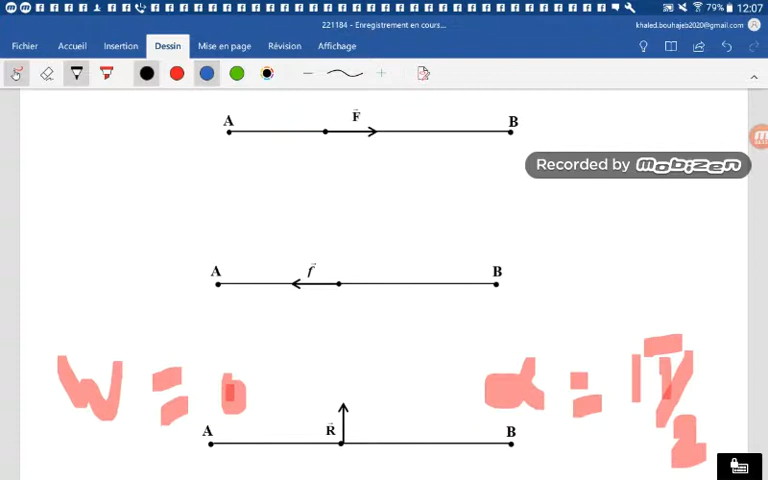 79% 12:07
221184 - Enregistrement en cours...
khaled.bouhajeb2020@gmail.com
Fichier Accueil Insertion Dessin Mise en page Révision Affichage
F
A B
Recorded by mobizen
f
A B
W = 0
α = π/2
R
A B